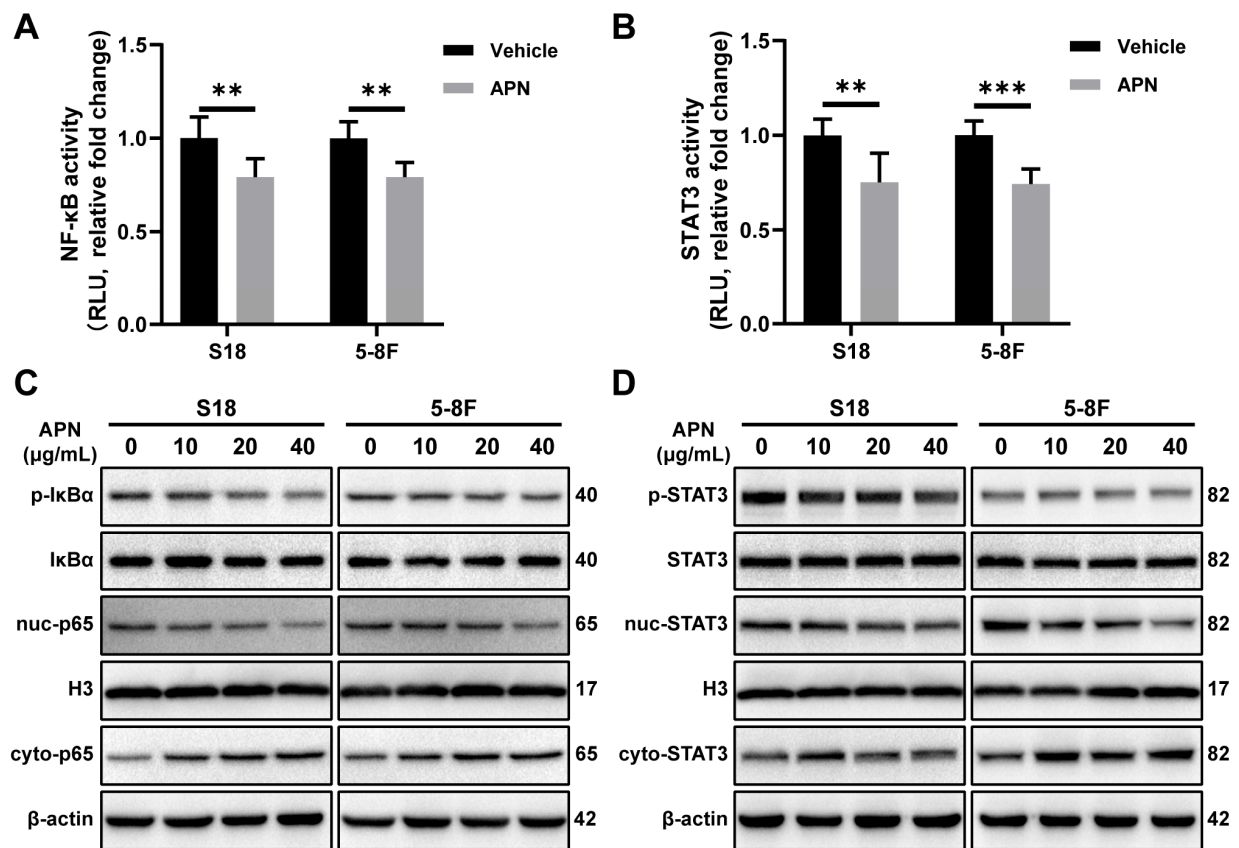 A
NF-κB activity
(RLU, relative fold change)
1.5
1.0
0.5
0.0
** **
S18 5-8F
Vehicle
APN
B
STAT3 activity
(RLU, relative fold change)
1.5
1.0
0.5
0.0
** ***
S18 5-8F
Vehicle
APN
C
S18 5-8F
APN
(μg/mL) 0 10 20 40 0 10 20 40
p-IκBα 40
IκBα 40
nuc-p65 65
H3 17
cyto-p65 65
β-actin 42
D
S18 5-8F
APN
(μg/mL) 0 10 20 40 0 10 20 40
p-STAT3 82
STAT3 82
nuc-STAT3 82
H3 17
cyto-STAT3 82
β-actin 42